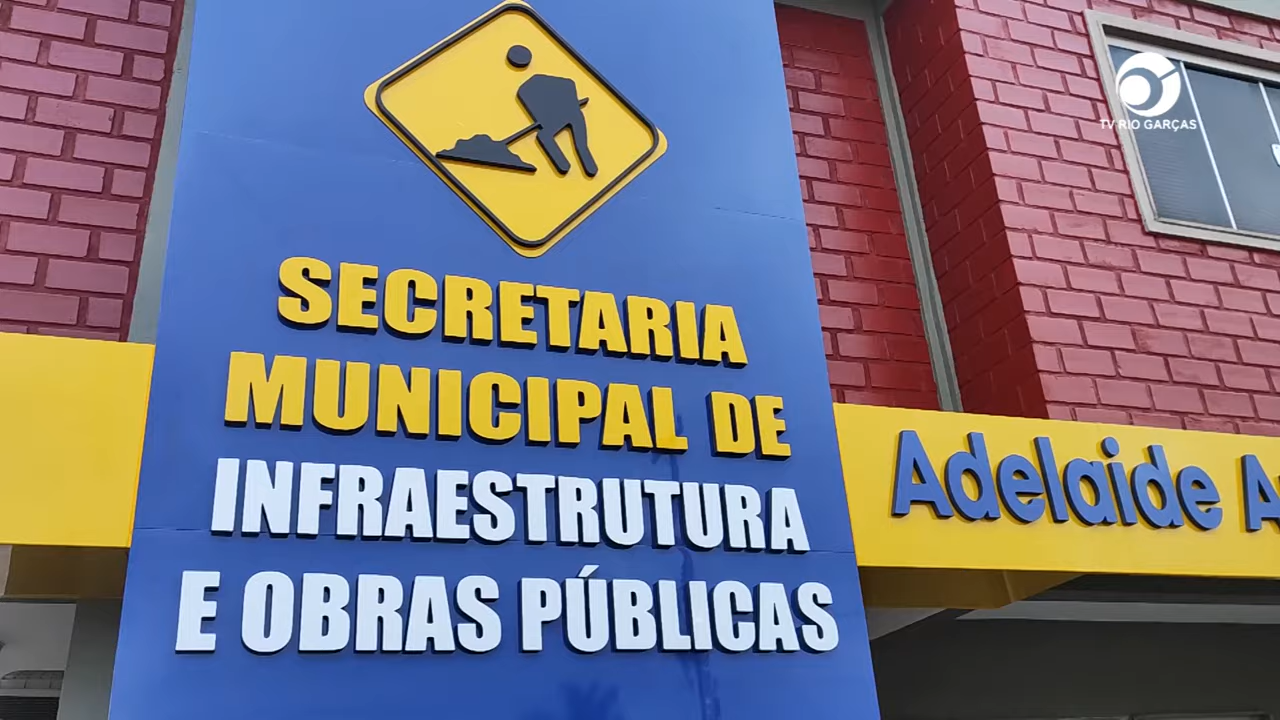 TV RIO GARÇAS
SECRETARIA
MUNICIPAL DE
INFRAESTRUTURA
E OBRAS PÚBLICAS
Adelaide